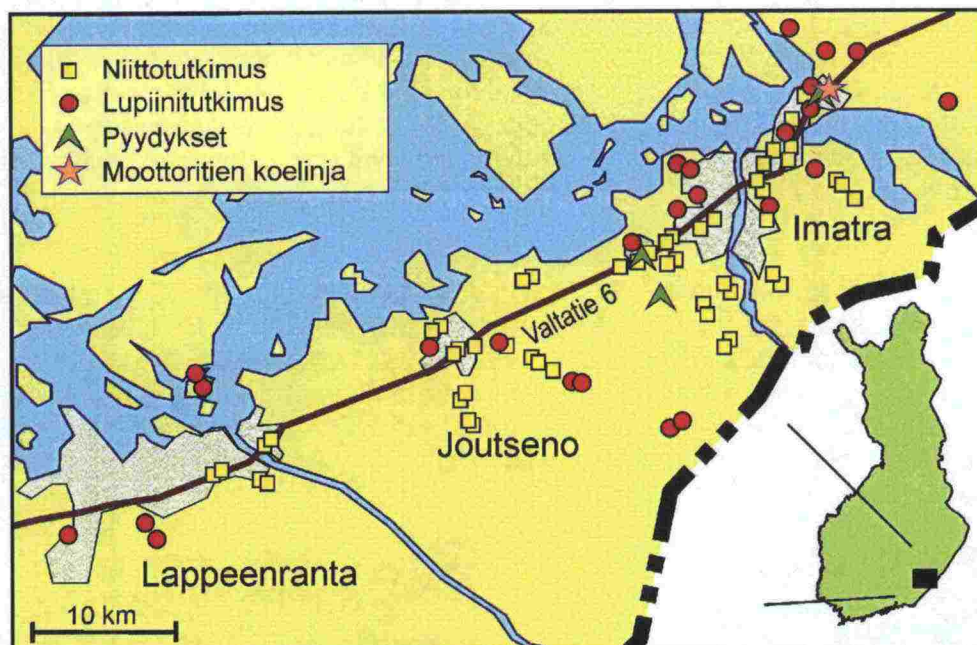 Niittotutkimus
Lupiinitutkimus
Pyydykset
Moottoritien koelinja
Imatra
Valtatie 6
Joutseno
Lappeenranta
10 km